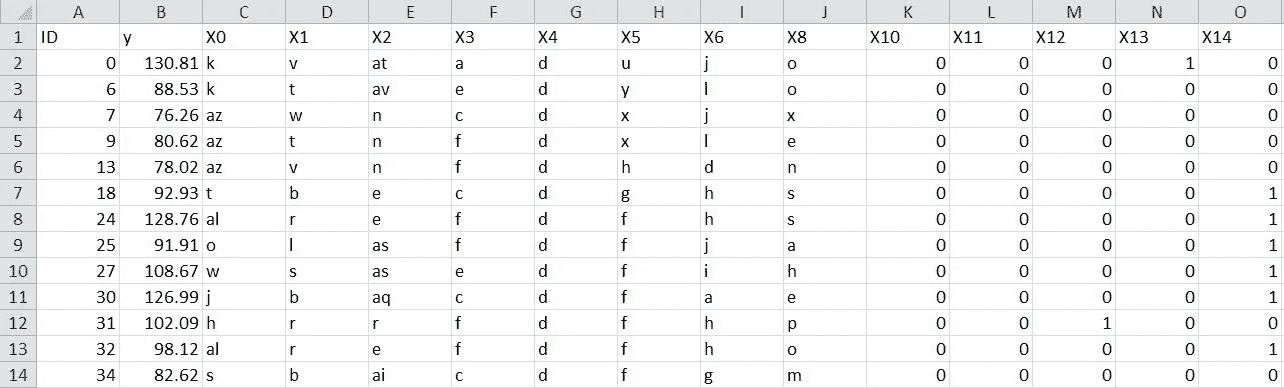 A B C D E F G H I J K L M N O
1 ID y X0 X1 X2 X3 X4 X5 X6 X8 X10 X11 X12 X13 X14
2 0 130.81 k v at a d u j o 0 0 0 1 0
3 6 88.53 k t av e d y l o 0 0 0 0 0
4 7 76.26 az w n c d x j x 0 0 0 0 0
5 9 80.62 az t n f d x l e 0 0 0 0 0
6 13 78.02 az v n f d h d n 0 0 0 0 0
7 18 92.93 t b e c d g h s 0 0 0 0 1
8 24 128.76 al r e f d f h s 0 0 0 0 1
9 25 91.91 o l as f d f j a 0 0 0 0 1
10 27 108.67 w s as e d f i h 0 0 0 0 1
11 30 126.99 j b aq c d f a e 0 0 0 0 1
12 31 102.09 h r r f d f h p 0 0 1 0 0
13 32 98.12 al r e f d f h o 0 0 0 0 1
14 34 82.62 s b ai c d f g m 0 0 0 0 0